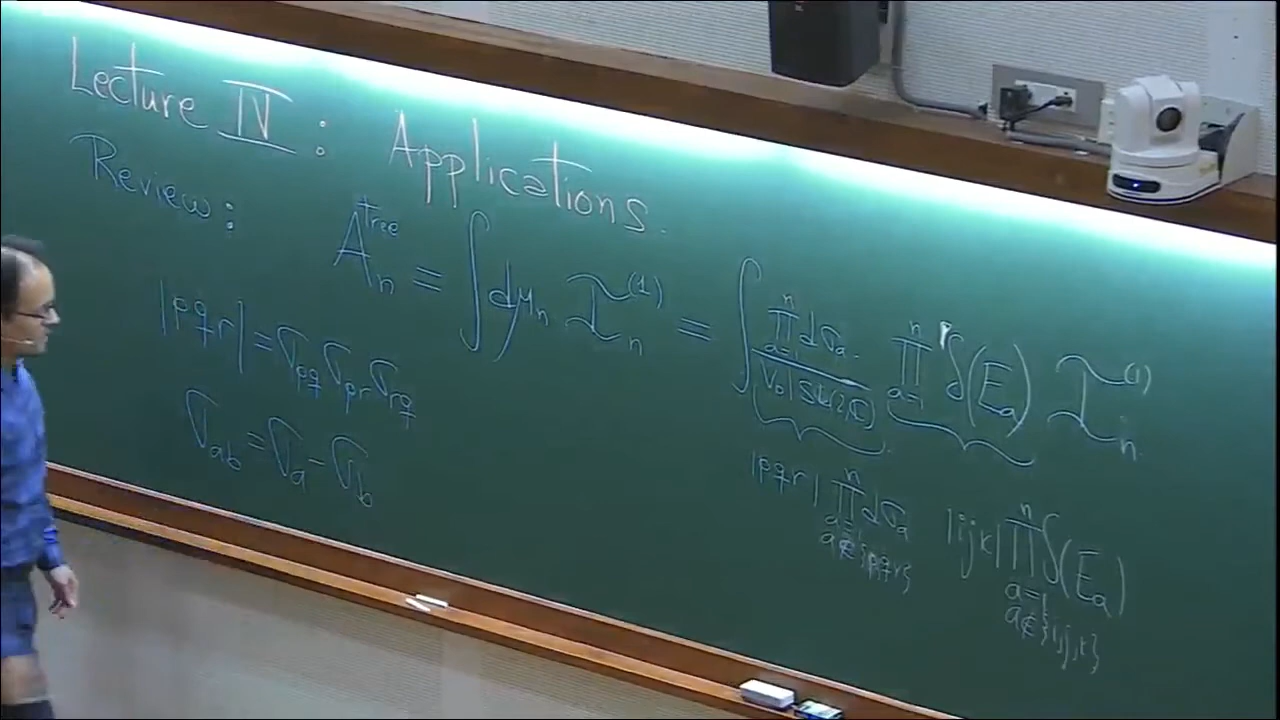 Lecture IV : Applications.
Review :
A_n^tree = ∫ dμ_n I_n^(1) = ∫ ∏_{a=1}^n dσ_a / Vol SL(2,C) ∏_{a=1}^n ' δ(E_a) I_n^(1)
|pqr| = σ_pq σ_pr σ_rq
σ_ab = σ_a - σ_b
|pqr| ∏_{a=1, a∉{p,q,r}}^n dσ_a
|ijk| ∏_{a=1, a∉{i,j,k}}^n δ(E_a)